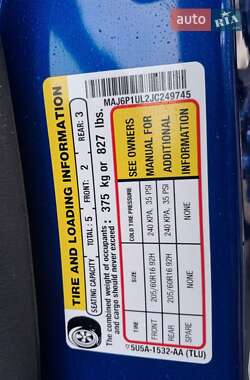 auto
RIA
MAJ6P1UL2JC249745
TIRE AND LOADING INFORMATION
SEATING CAPACITY TOTAL: 5 FRONT: 2 REAR: 3
The combined weight of occupants and cargo should never exceed: 375 kg or 827 lbs.
TIRE SIZE COLD TIRE PRESSURE
FRONT 205/60R16 92H 240 KPA, 35 PSI
REAR 205/60R16 92H 240 KPA, 35 PSI
SPARE NONE NONE
SEE OWNERS
MANUAL FOR
ADDITIONAL
INFORMATION
5U5A-1532-AA (TLU)